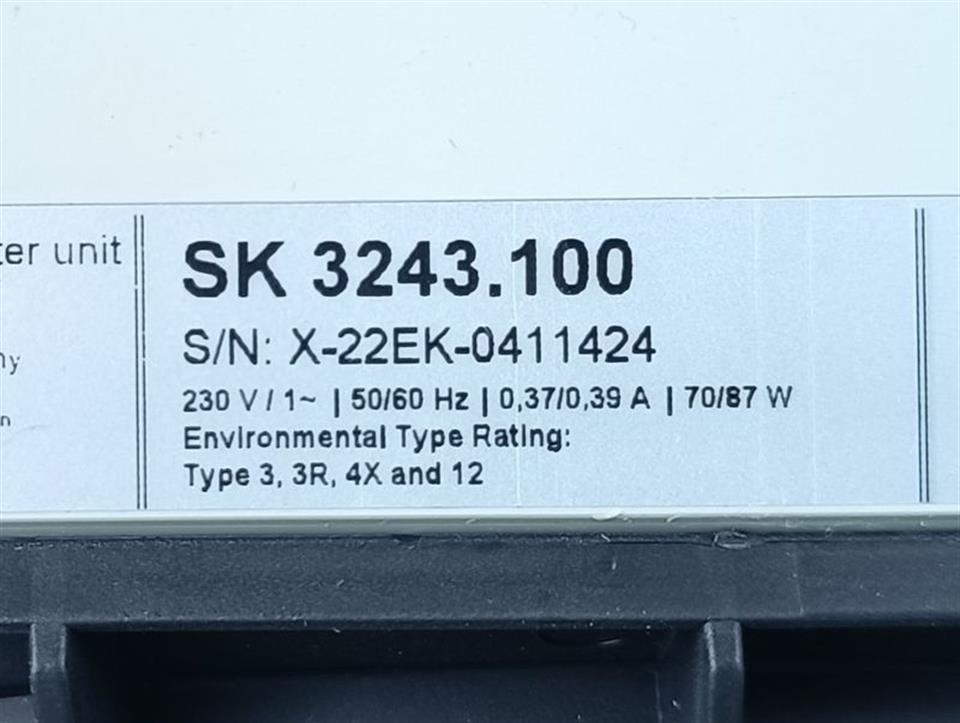 ter unit
SK 3243.100
S/N: X-22EK-0411424
ny
230 V / 1~ | 50/60 Hz | 0,37/0,39 A | 70/87 W
n
Environmental Type Rating:
Type 3, 3R, 4X and 12